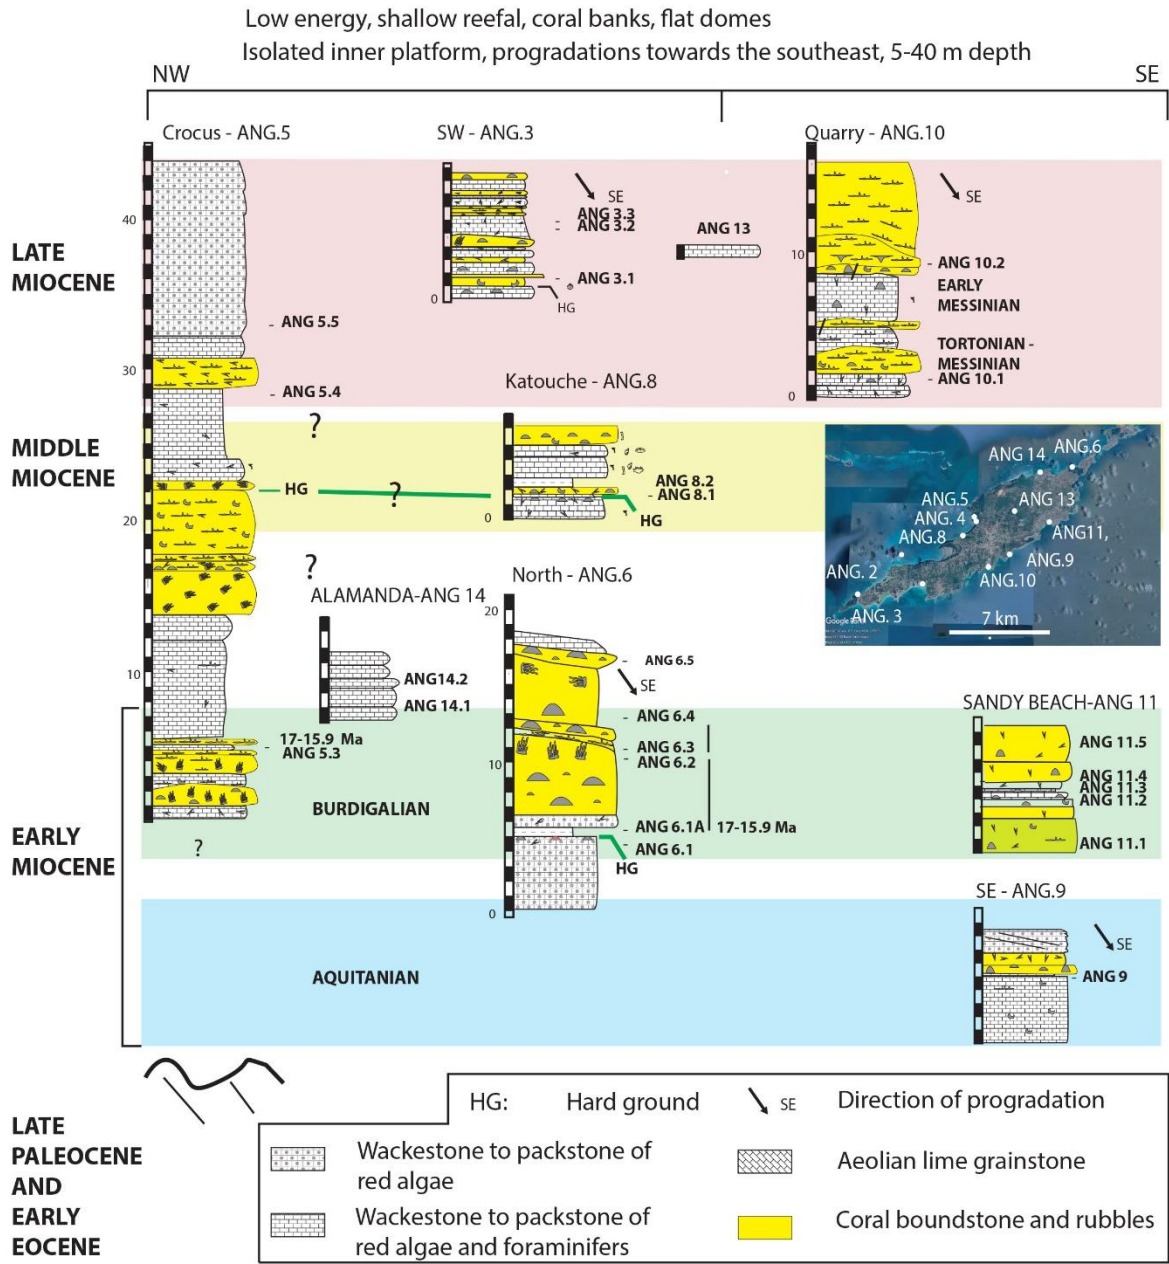 Low energy, shallow reefal, coral banks, flat domes
Isolated inner platform, progradations towards the southeast, 5-40 m depth
NW
SE
Crocus - ANG.5
SW - ANG.3
Quarry - ANG.10
LATE
MIOCENE
40
30
20
10
ANG 5.5
ANG 5.4
SE
ANG 3.3
ANG 3.2
ANG 3.1
HG
0
ANG 13
SE
10
0
ANG 10.2
EARLY
MESSINIAN
TORTONIAN -
MESSINIAN
ANG 10.1
Katouche - ANG.8
MIDDLE
MIOCENE
?
HG
?
ANG 8.2
ANG 8.1
HG
0
ANG 14
ANG.6
ANG.5
ANG. 4
ANG 13
ANG.8
ANG11,
ANG.9
ANG. 2
ANG.10
ANG. 3
7 km
Google Earth
?
ALAMANDA-ANG 14
ANG14.2
ANG 14.1
North - ANG.6
20
10
0
ANG 6.5
SE
ANG 6.4
ANG 6.3
ANG 6.2
ANG 6.1A
17-15.9 Ma
ANG 6.1
HG
SANDY BEACH-ANG 11
ANG 11.5
ANG 11.4
ANG 11.3
ANG 11.2
ANG 11.1
17-15.9 Ma
ANG 5.3
BURDIGALIAN
EARLY
MIOCENE
?
SE - ANG.9
SE
ANG 9
AQUITANIAN
LATE
PALEOCENE
AND
EARLY
EOCENE
HG: Hard ground
SE Direction of progradation
Wackestone to packstone of
red algae
Aeolian lime grainstone
Wackestone to packstone of
red algae and foraminifers
Coral boundstone and rubbles